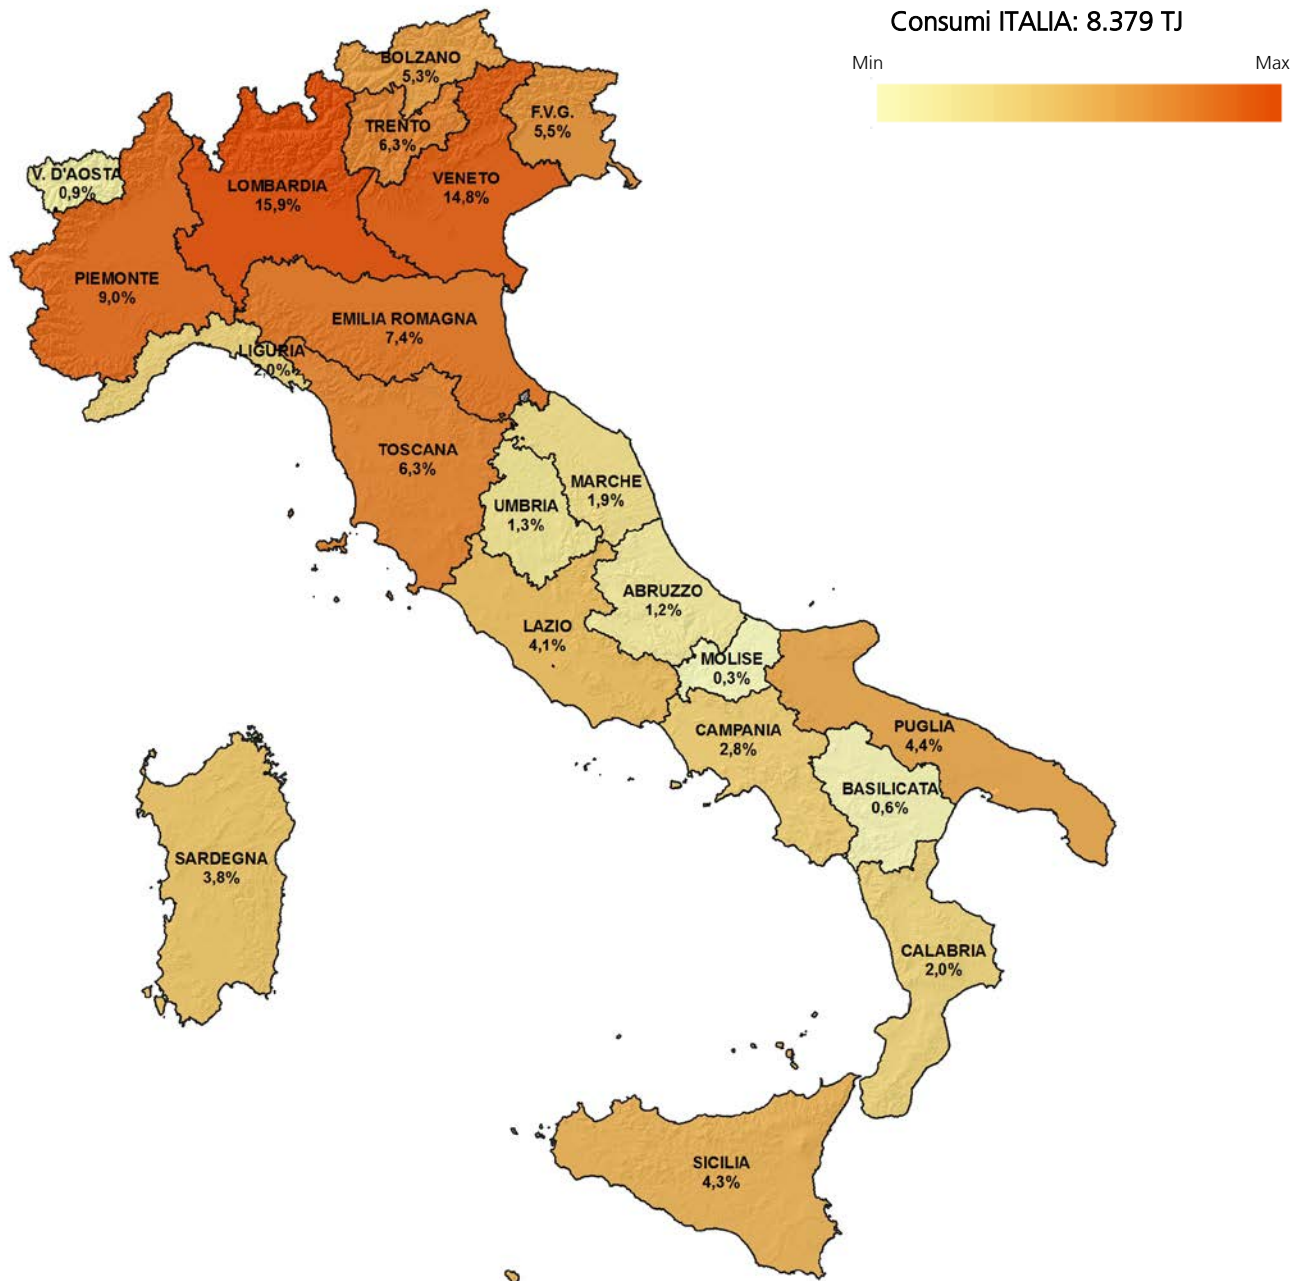 Consumi ITALIA: 8.379 TJ
Min
Max
BOLZANO
5,3%
TRENTO
6,3%
F.V.G.
5,5%
V. D'AOSTA
0,9%
LOMBARDIA
15,9%
VENETO
14,8%
PIEMONTE
9,0%
EMILIA ROMAGNA
7,4%
LIGURIA
2,0%
TOSCANA
6,3%
MARCHE
1,9%
UMBRIA
1,3%
ABRUZZO
1,2%
LAZIO
4,1%
MOLISE
0,3%
CAMPANIA
2,8%
PUGLIA
4,4%
BASILICATA
0,6%
SARDEGNA
3,8%
CALABRIA
2,0%
SICILIA
4,3%